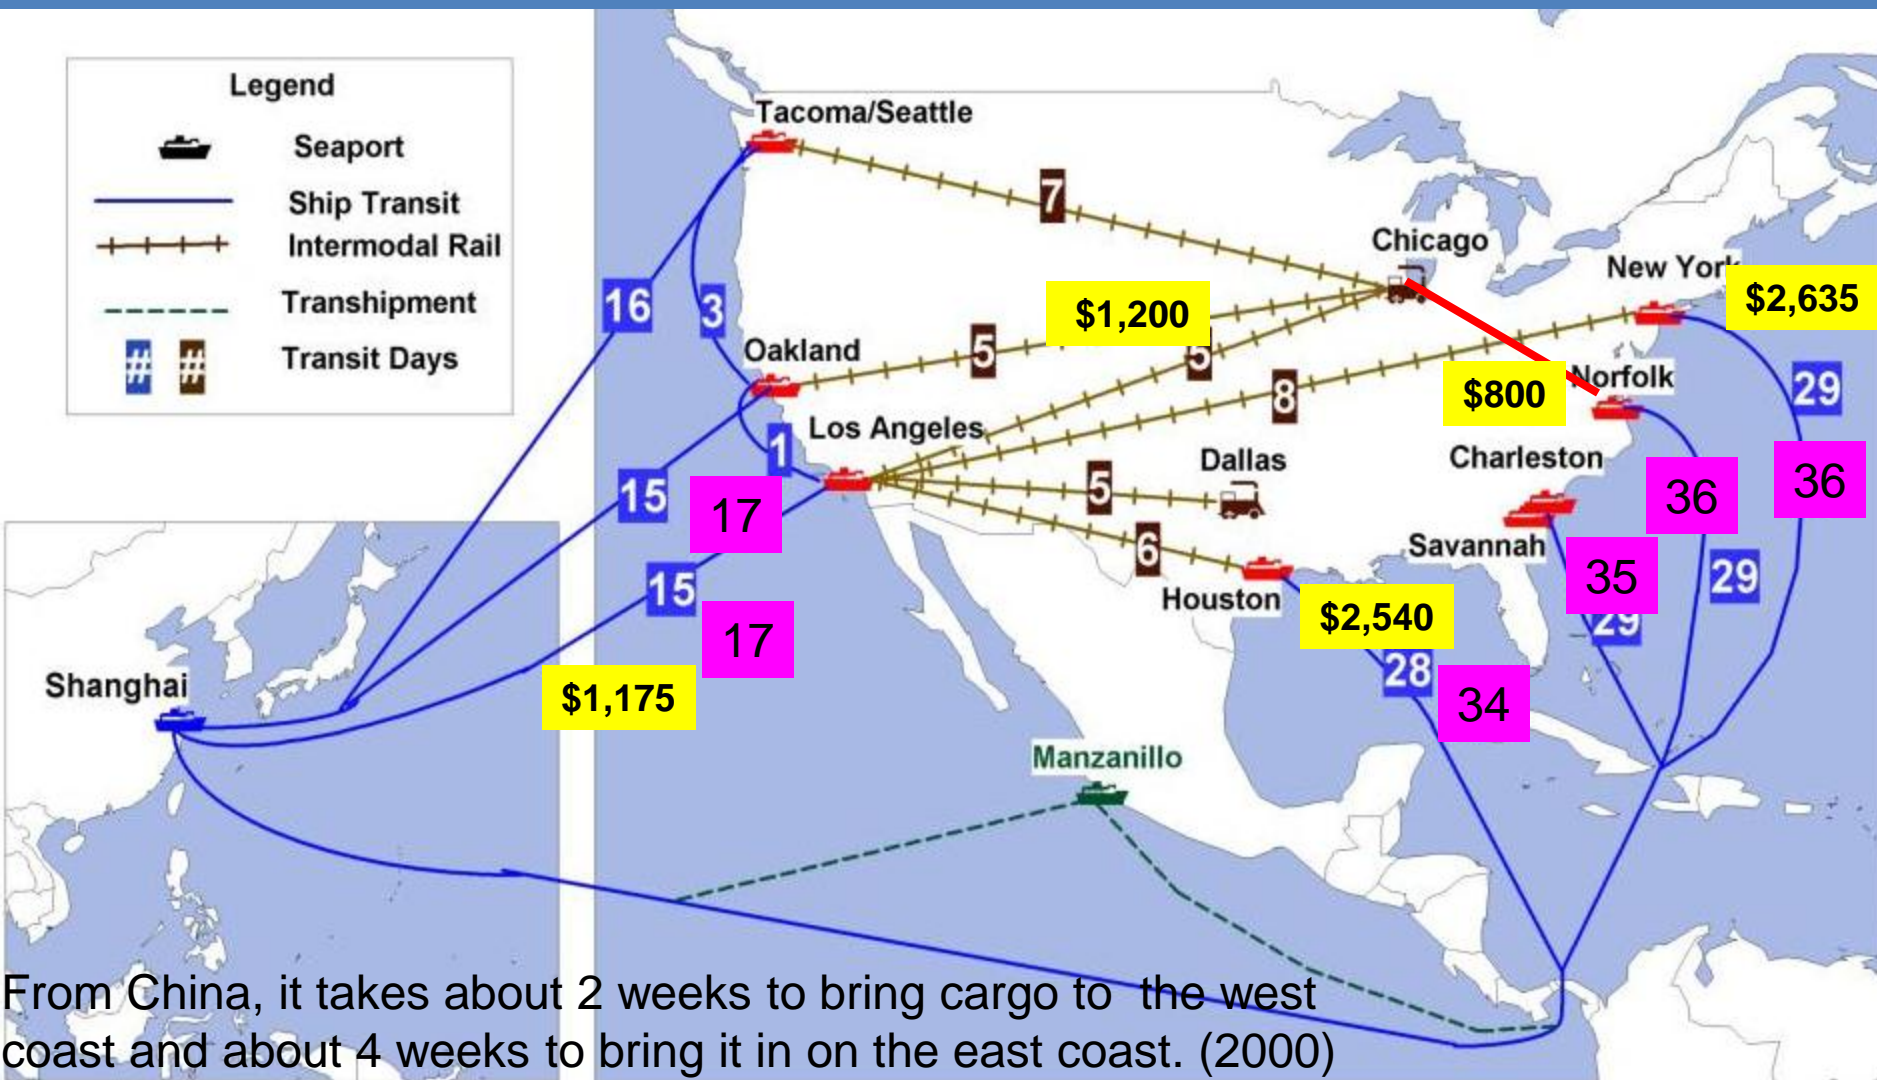 Legend
Seaport
Ship Transit
Intermodal Rail
Transhipment
# # Transit Days
Tacoma/Seattle
7
Chicago
New York
$2,635
16
3
$1,200
Oakland
5
5
8
$800
Norfolk
29
Los Angeles
1
Dallas
Charleston
15
17
5
36
36
6
Savannah
15
Houston
35
29
29
17
$2,540
28
34
Shanghai
$1,175
Manzanillo
From China, it takes about 2 weeks to bring cargo to the west
coast and about 4 weeks to bring it in on the east coast. (2000)